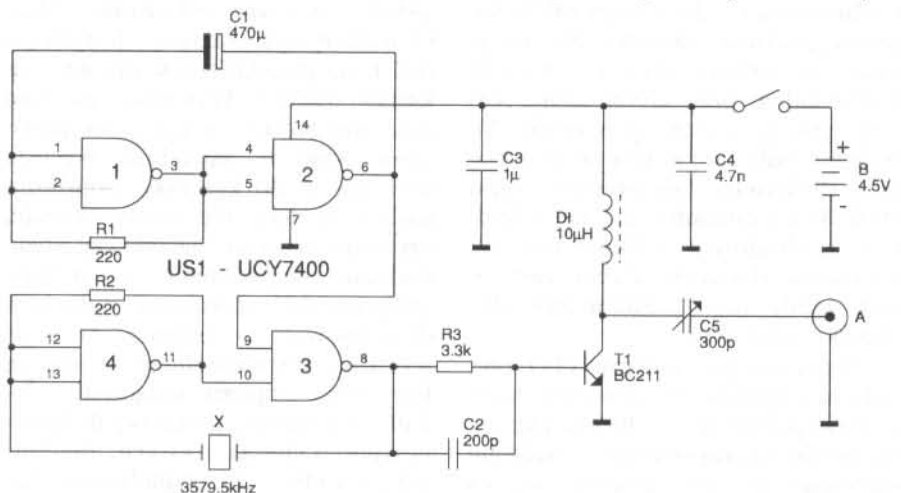 C1
470μ
14
1
2
1
3
4
5
2
6
7
R1
220
US1 - UCY7400
C3
1μ
C4
4.7n
+
B
4.5V
-
Dł
10μH
R2
220
12
13
4
11
9
10
3
8
R3
3.3k
C2
200p
T1
BC211
C5
300p
A
X
3579.5kHz